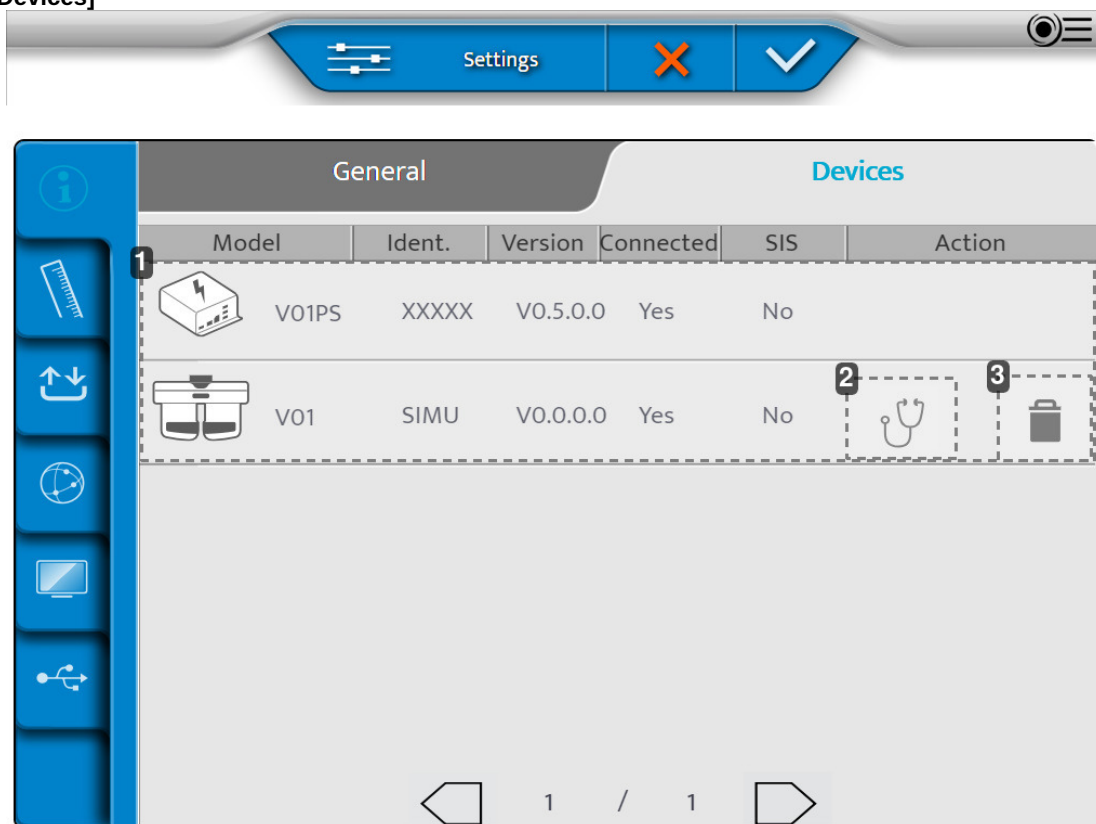 Devices]
Settings
General Devices
Model Ident. Version Connected SIS Action
1
V01PS XXXXX V0.5.0.0 Yes No
2 3
V01 SIMU V0.0.0.0 Yes No
1 / 1